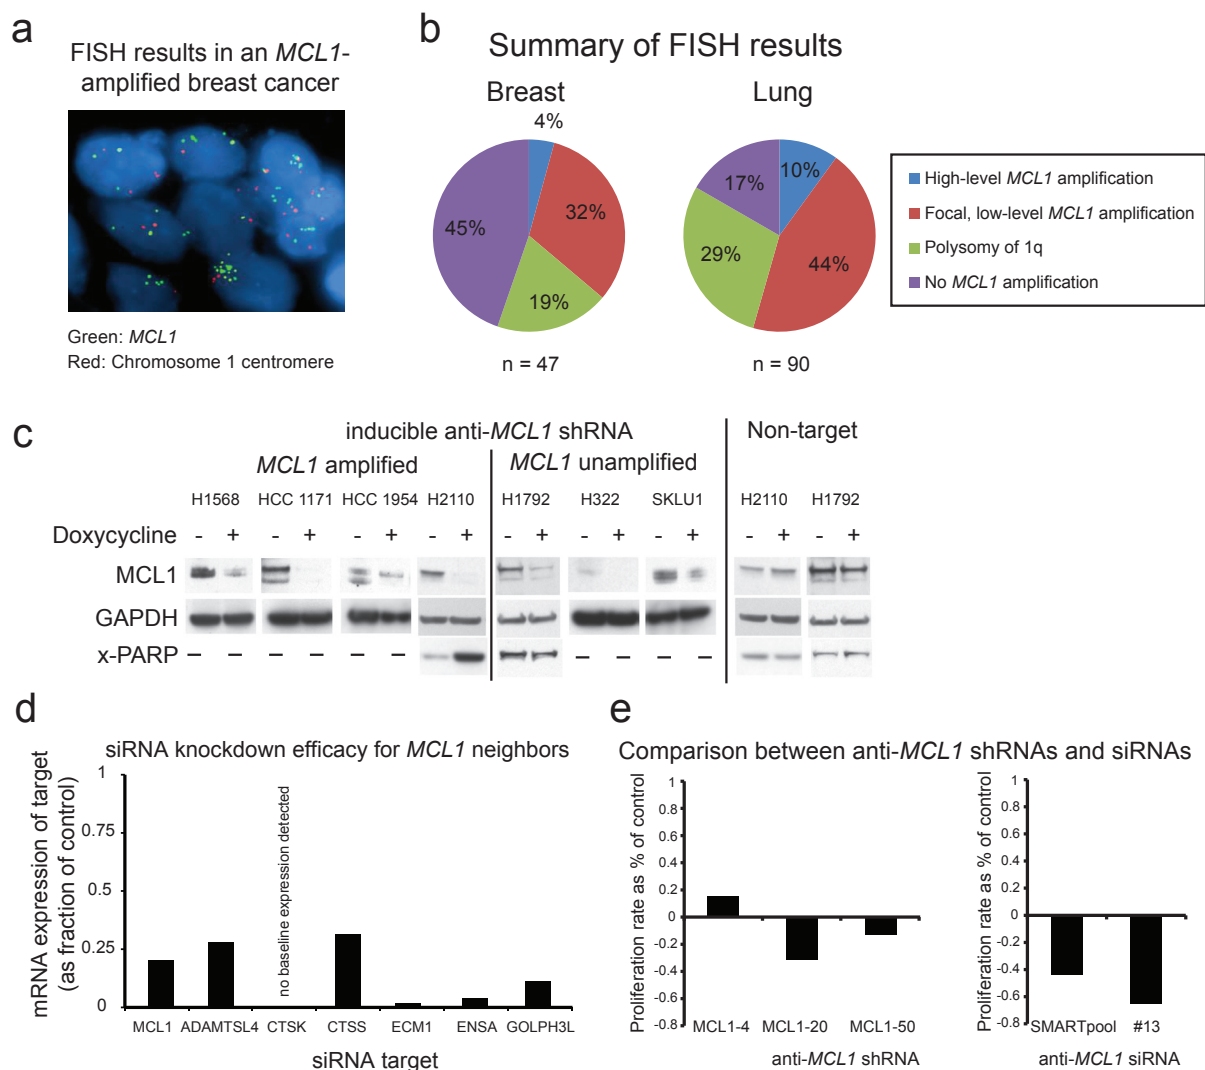 a
FISH results in an MCL1-
amplified breast cancer
Green: MCL1
Red: Chromosome 1 centromere
b
Summary of FISH results
Breast
4%
32%
19%
45%
n = 47
Lung
10%
44%
29%
17%
n = 90
High-level MCL1 amplification
Focal, low-level MCL1 amplification
Polysomy of 1q
No MCL1 amplification
c
inducible anti-MCL1 shRNA
Non-target
MCL1 amplified
MCL1 unamplified
H1568 HCC 1171 HCC 1954 H2110 H1792 H322 SKLU1 H2110 H1792
Doxycycline - + - + - + - + - + - + - + - + - +
MCL1
GAPDH
x-PARP – – – – – – – – – –
d
siRNA knockdown efficacy for MCL1 neighbors
mRNA expression of target
(as fraction of control)
1
0.75
0.5
0.25
0
no baseline expression detected
MCL1 ADAMTSL4 CTSK CTSS ECM1 ENSA GOLPH3L
siRNA target
e
Comparison between anti-MCL1 shRNAs and siRNAs
Proliferation rate as % of control
1
0.8
0.6
0.4
0.2
0
-0.2
-0.4
-0.6
-0.8
MCL1-4 MCL1-20 MCL1-50
anti-MCL1 shRNA
Proliferation rate as % of control
1
0.8
0.6
0.4
0.2
0
-0.2
-0.4
-0.6
-0.8
SMARTpool #13
anti-MCL1 siRNA